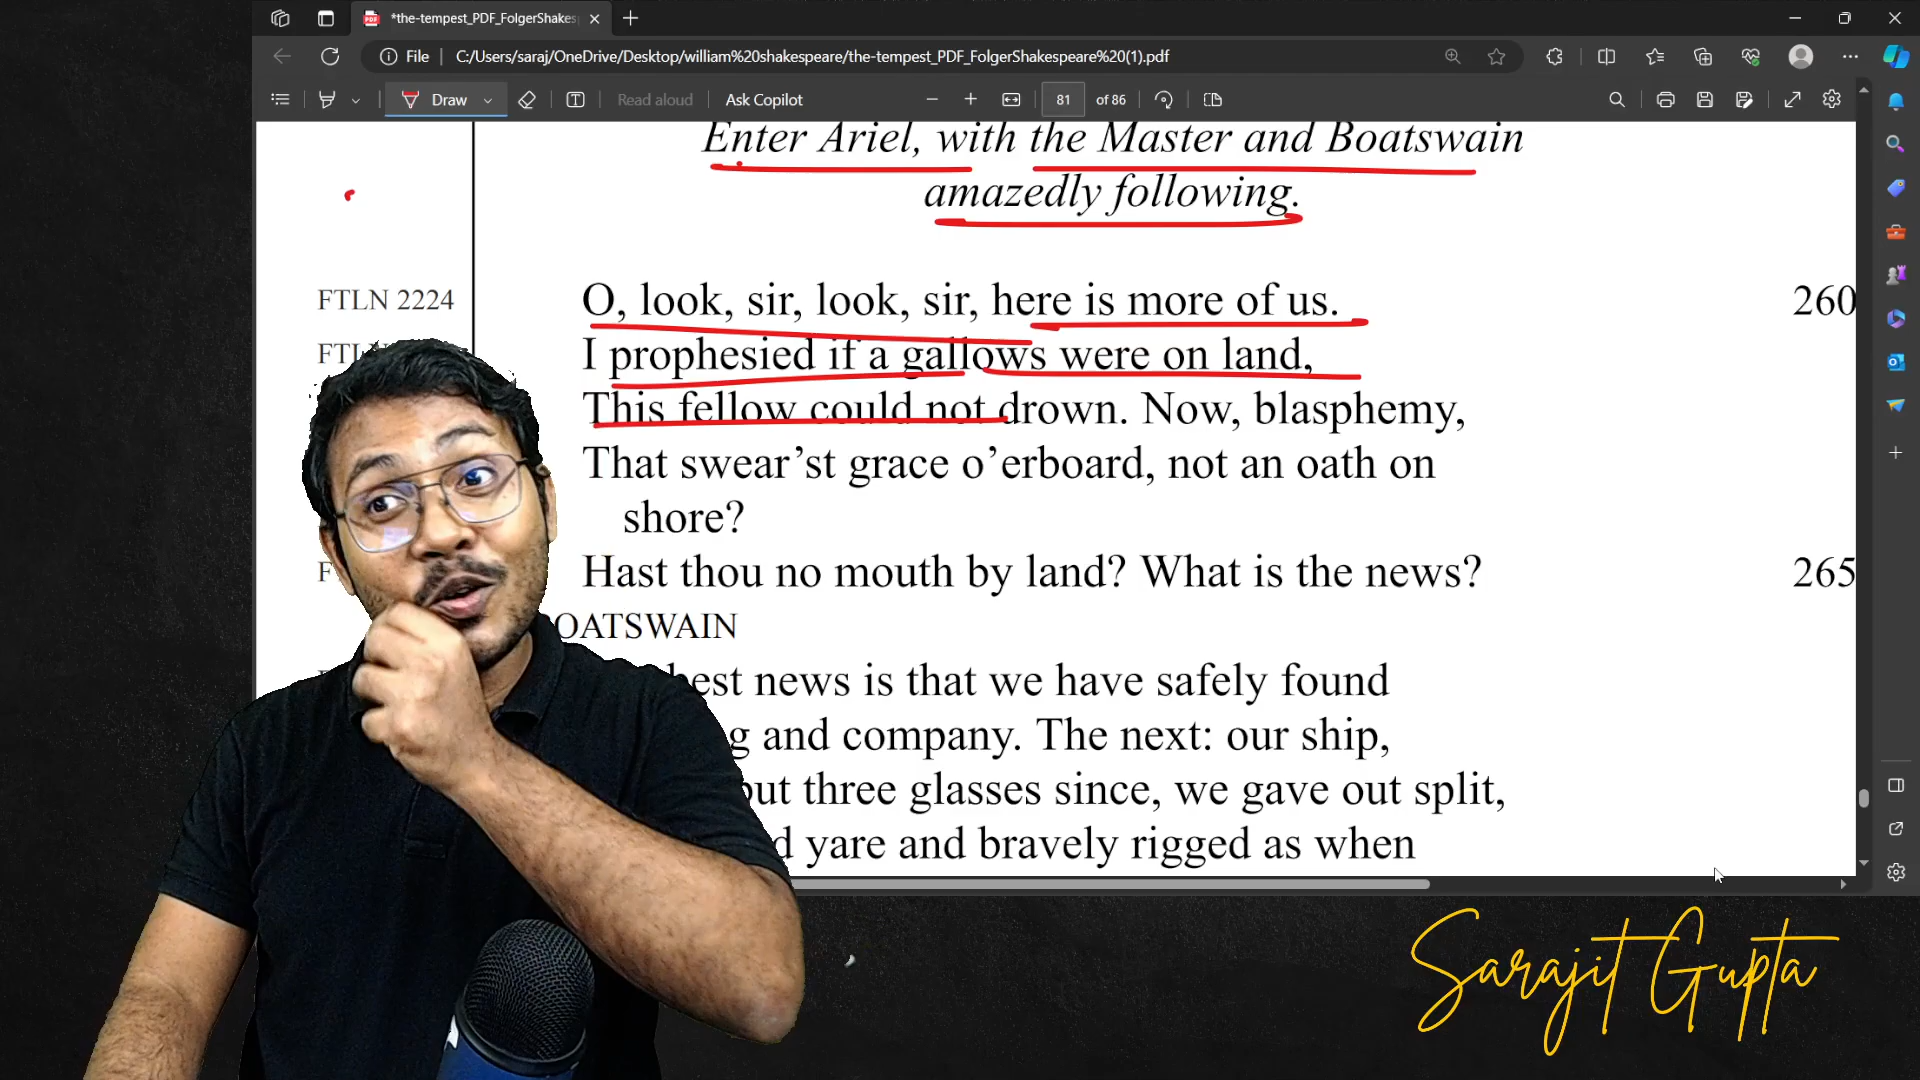 *the-tempest_PDF_FolgerShakes
File C:/Users/saraj/OneDrive/Desktop/william%20shakespeare/the-tempest_PDF_FolgerShakespeare%20(1).pdf
Draw Read aloud Ask Copilot 81 of 86
Enter Ariel, with the Master and Boatswain
amazedly following.
FTLN 2224 O, look, sir, look, sir, here is more of us. 260
I prophesied if a gallows were on land,
This fellow could not drown. Now, blasphemy,
That swear’st grace o’erboard, not an oath on
shore?
Hast thou no mouth by land? What is the news? 265
OATSWAIN
best news is that we have safely found
g and company. The next: our ship,
but three glasses since, we gave out split,
d yare and bravely rigged as when
Sarajit Gupta